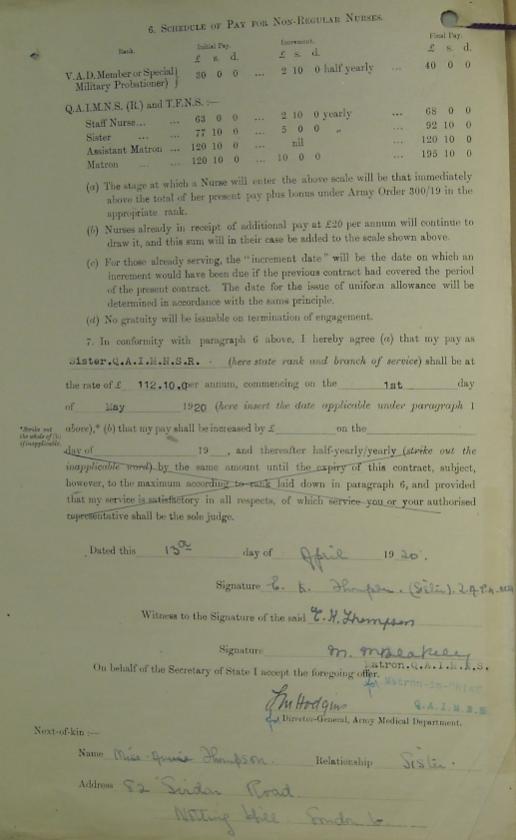 6. SCHEDULE OF PAY FOR NON-REGULAR NURSES.
Rank. Initial Pay. Increment. Final Pay.
£ s. d. £ s. d. £ s. d.
V.A.D. Member or Special } 30 0 0 ... 2 10 0 half yearly ... 40 0 0
Military Probationer) }
Q.A.I.M.N.S. (R.) and T.F.N.S. :—
Staff Nurse... ... 63 0 0 ... 2 10 0 yearly ... 68 0 0
Sister ... ... 77 10 0 ... 5 0 0 „ ... 92 10 0
Assistant Matron ... 120 10 0 ... nil ... 120 10 0
Matron ... 120 10 0 ... 10 0 0 ... 195 10 0
(a) The stage at which a Nurse will enter the above scale will be that immediately
above the total of her present pay plus bonus under Army Order 300/19 in the
appropriate rank.
(b) Nurses already in receipt of additional pay at £20 per annum will continue to
draw it, and this sum will in their case be added to the scale shown above.
(c) For those already serving, the "increment date" will be the date on which an
increment would have been due if the previous contract had covered the period
of the present contract. The date for the issue of uniform allowance will be
determined in accordance with the same principle.
(d) No gratuity will be issuable on termination of engagement.
7. In conformity with paragraph 6 above, I hereby agree (a) that my pay as
Sister.Q.A.I.M.N.S.R. - (here state rank and branch of service) shall be at
the rate of £ 112.10.0 per annum, commencing on the 1st day
of May 1920 (here insert the date applicable under paragraph 1
*Strike out the whole of (b) if inapplicable.
above),* (b) that my pay shall be increased by £ on the
day of 19 , and thereafter half-yearly/yearly (strike out the
inapplicable word) by the same amount until the expiry of this contract, subject,
however, to the maximum according to rank laid down in paragraph 6, and provided
that my service is satisfactory in all respects, of which service you or your authorised
representative shall be the sole judge.
Dated this 13th day of April 1920.
Signature E. K. Thompson. (Sister).
Witness to the Signature of the said E. K. Thompson
Signature M. M Blakely
Matron.Q.A.I.M.N.S.
On behalf of the Secretary of State I accept the foregoing offer.
for Matron-in-Chief
Q.A.I.M.N.S
J M Hodgins
for Director-General, Army Medical Department.
Next-of-kin :—
Name Miss Annie Thompson. Relationship Sister.
Address 82 Sirdar Road
Notting Hill London